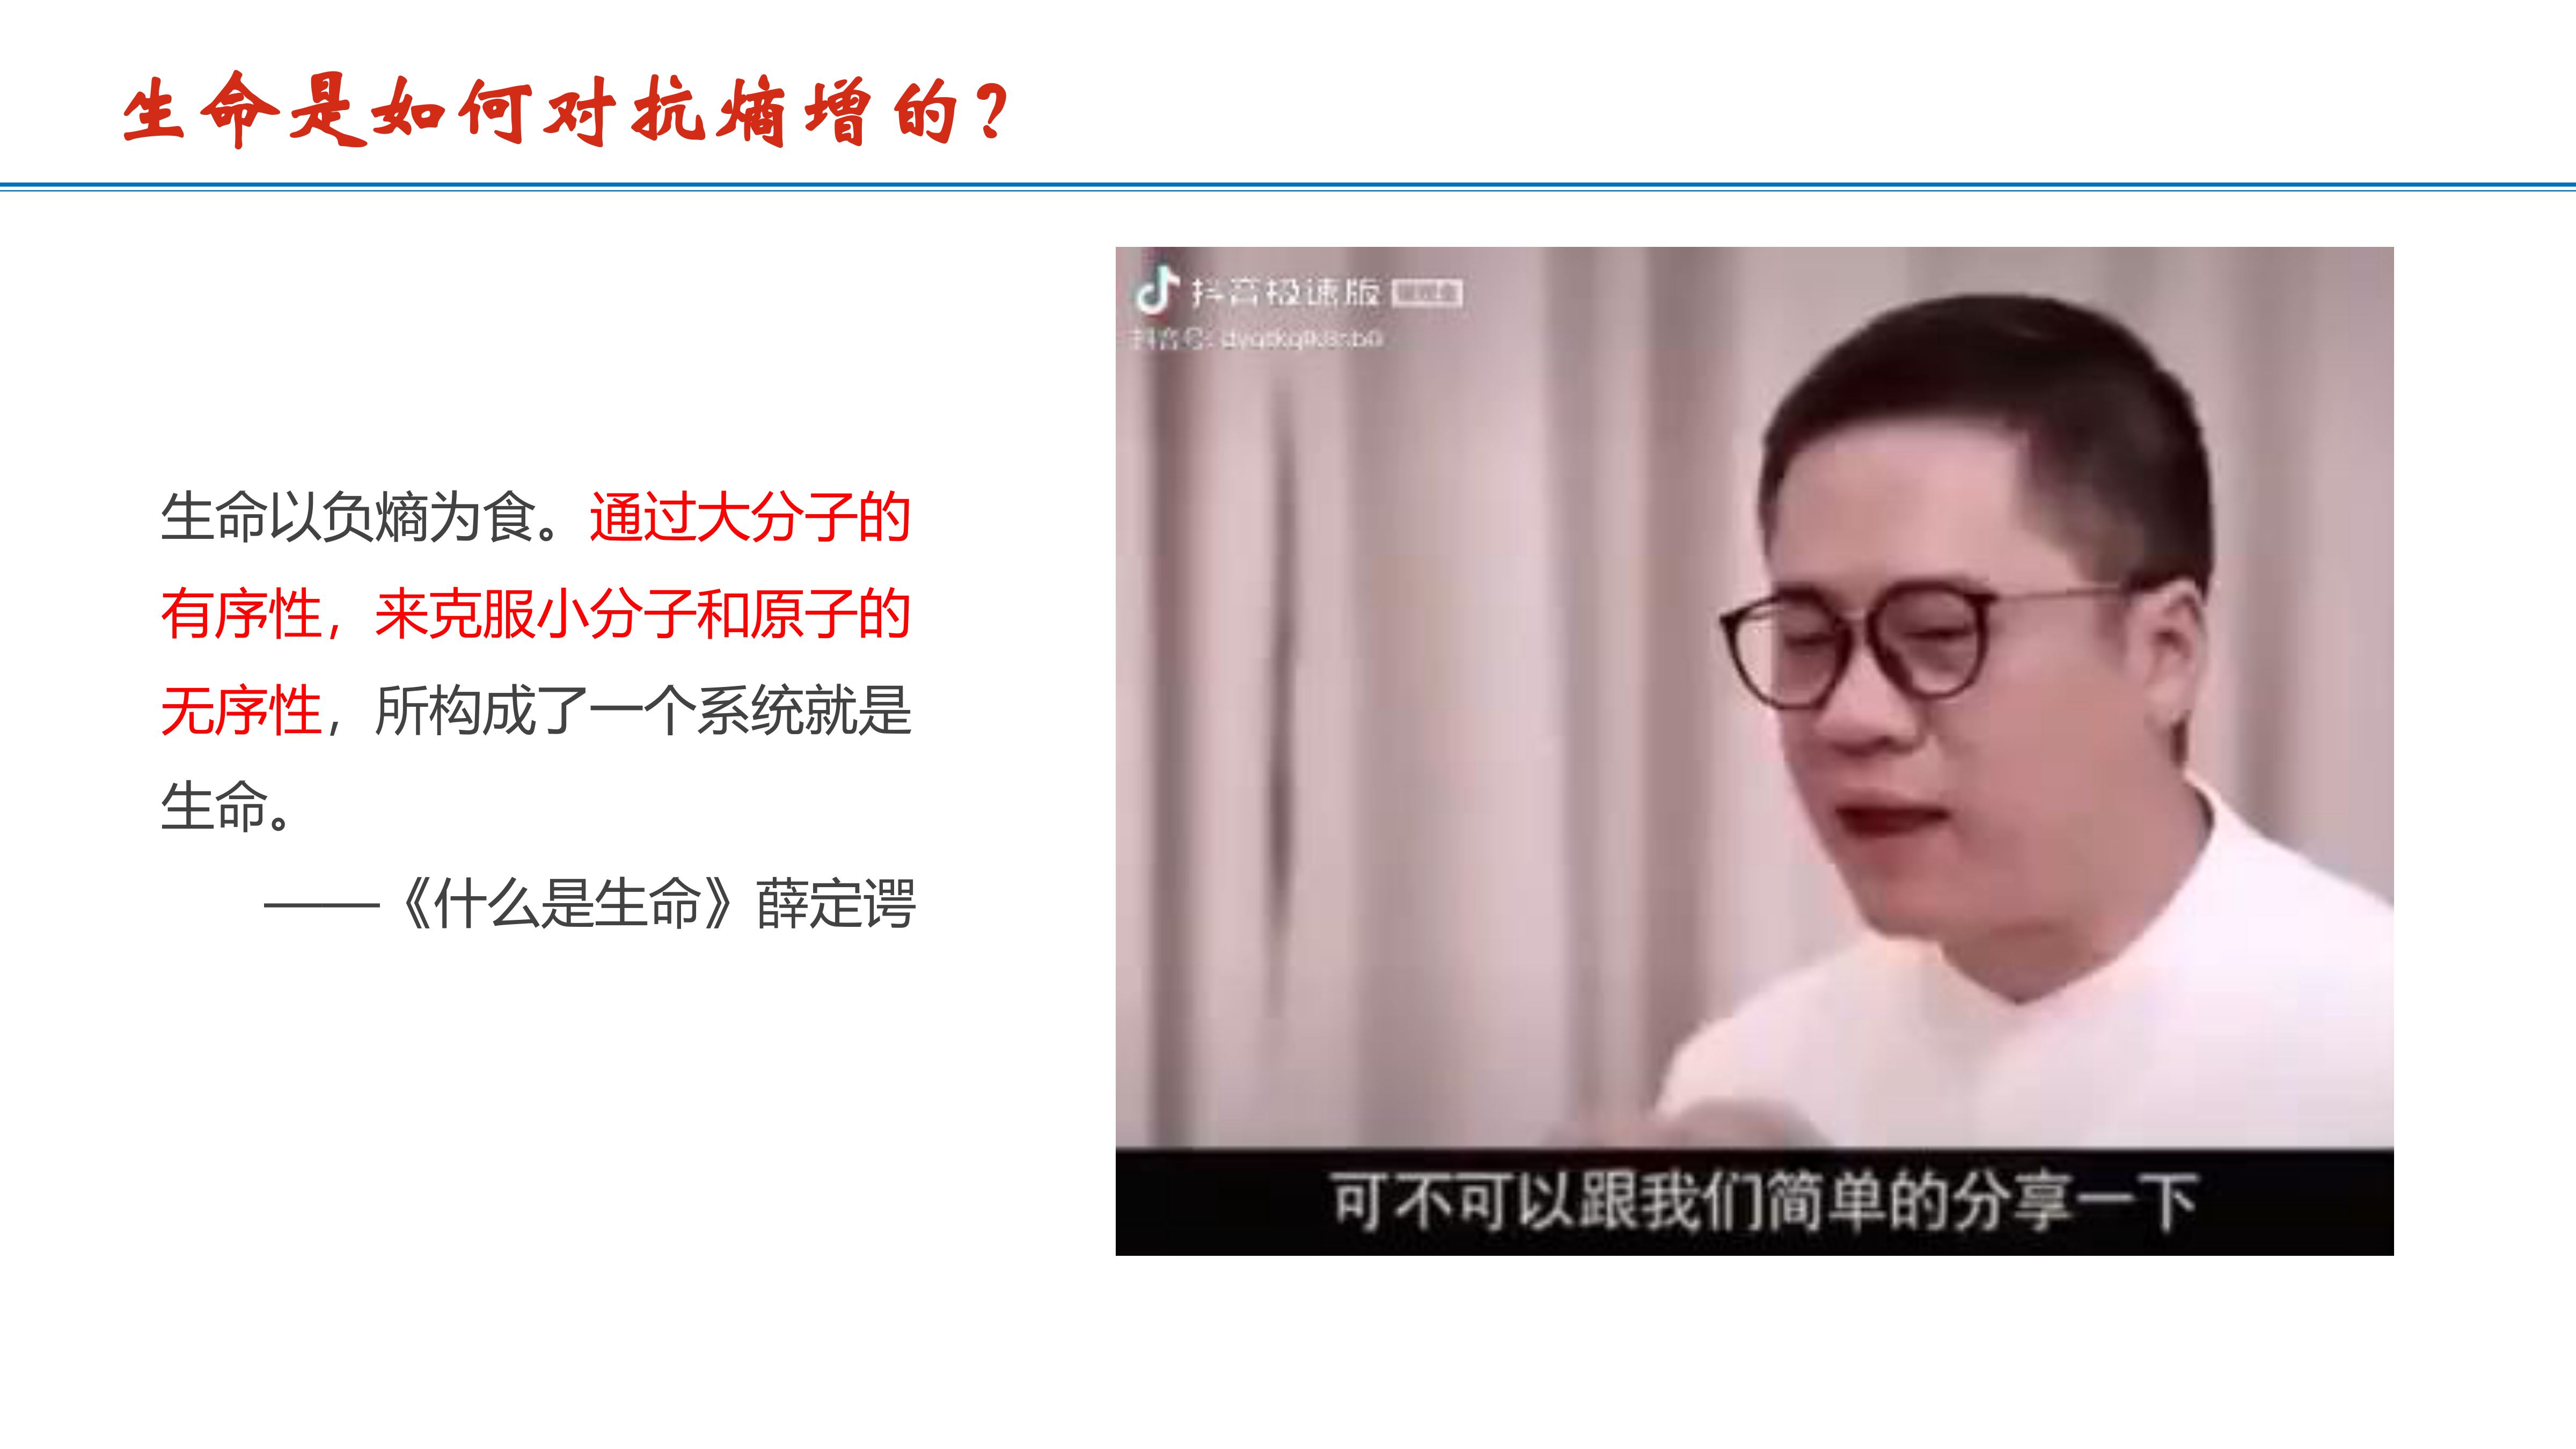 生命是如何对抗熵增的?
生命以负熵为食。通过大分子的
有序性，来克服小分子和原子的
无序性，所构成了一个系统就是
生命。
——《什么是生命》薛定谔
抖音极速版
抖音号:
可不可以跟我们简单的分享一下